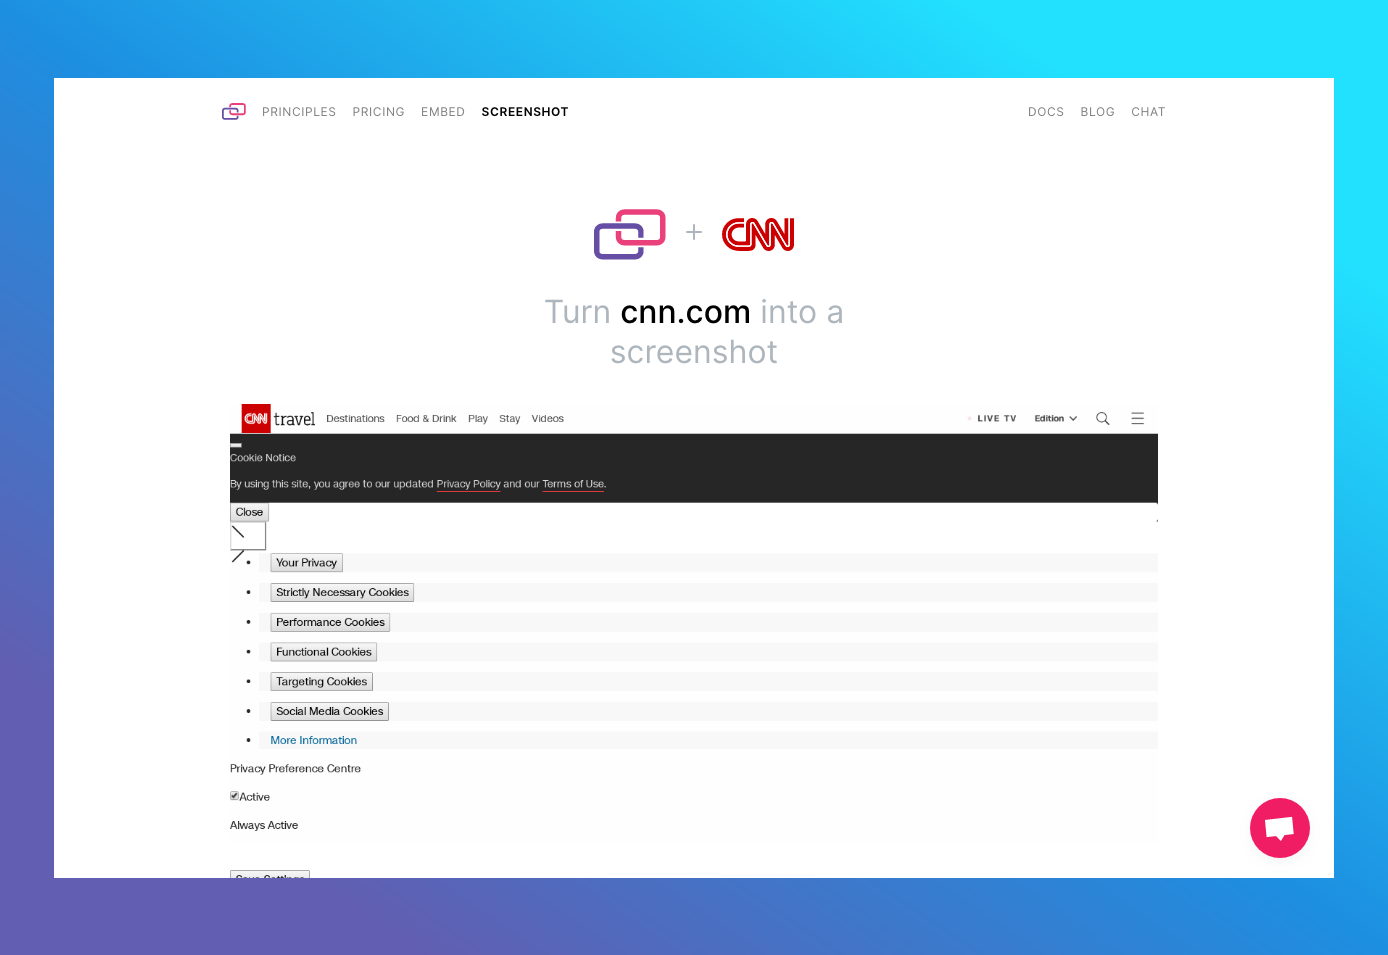 PRINCIPLES PRICING EMBED SCREENSHOT DOCS BLOG CHAT
+ CNN
Turn cnn.com into a
screenshot
CNN travel Destinations Food & Drink Play Stay Videos LIVE TV Edition
Cookie Notice
By using this site, you agree to our updated Privacy Policy and our Terms of Use.
Close
Your Privacy
Strictly Necessary Cookies
Performance Cookies
Functional Cookies
Targeting Cookies
Social Media Cookies
More Information
Privacy Preference Centre
Active
Always Active
Save Settings